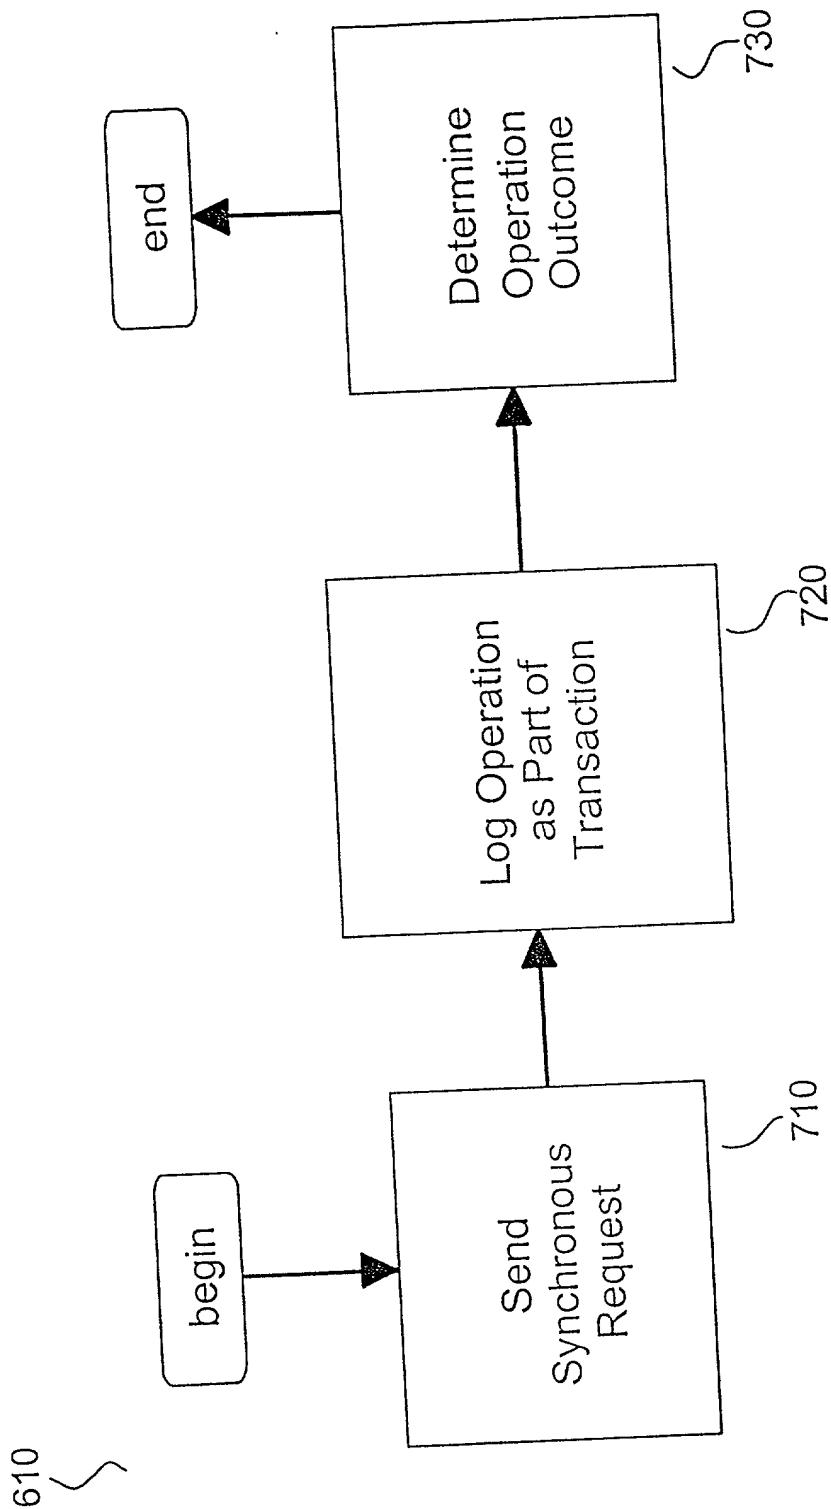 610
begin
Send
Synchronous
Request
710
Log Operation
as Part of
Transaction
720
Determine
Operation
Outcome
730
end